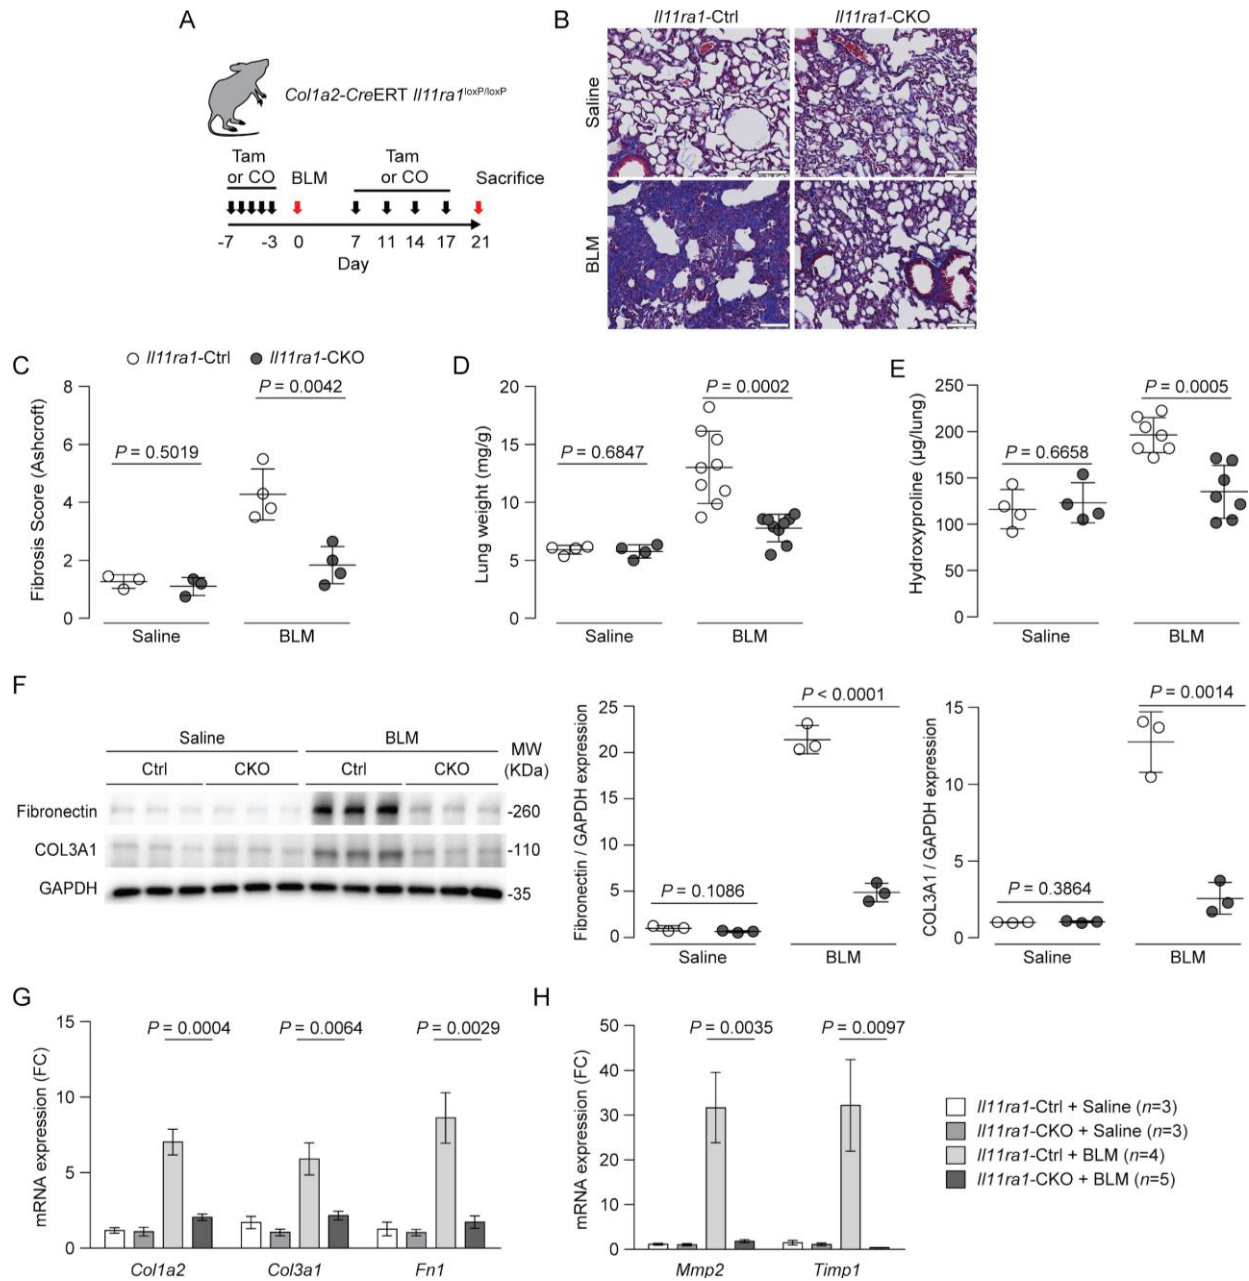 A
Col1a2-CreERT Il11ra1loxP/loxP
Tam
or CO
BLM
Tam
or CO
Sacrifice
-7 -3 0 7 11 14 17 21
Day
B
Il11ra1-Ctrl Il11ra1-CKO
Saline
BLM
C
Il11ra1-Ctrl Il11ra1-CKO
Fibrosis Score (Ashcroft)
8
6
4
2
0
P = 0.5019
P = 0.0042
Saline BLM
D
Lung weight (mg/g)
20
15
10
5
0
P = 0.6847
P = 0.0002
Saline BLM
E
Hydroxyproline (µg/lung)
250
200
150
100
50
0
P = 0.6658
P = 0.0005
Saline BLM
F
Saline BLM
Ctrl CKO Ctrl CKO
MW
(KDa)
Fibronectin -260
COL3A1 -110
GAPDH -35
Fibronectin / GAPDH expression
25
20
15
10
5
0
P = 0.1086
P < 0.0001
Saline BLM
COL3A1 / GAPDH expression
15
10
5
0
P = 0.3864
P = 0.0014
Saline BLM
G
mRNA expression (FC)
15
10
5
0
P = 0.0004 P = 0.0064 P = 0.0029
Col1a2 Col3a1 Fn1
H
mRNA expression (FC)
50
40
30
20
10
0
P = 0.0035 P = 0.0097
Mmp2 Timp1
Il11ra1-Ctrl + Saline (n=3)
Il11ra1-CKO + Saline (n=3)
Il11ra1-Ctrl + BLM (n=4)
Il11ra1-CKO + BLM (n=5)